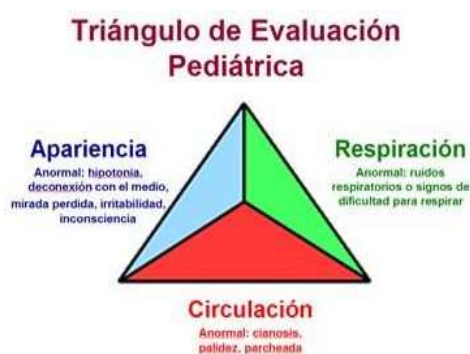 Triángulo de Evaluación
Pediátrica
Apariencia
Anormal: hipotonia,
deconexión con el medio,
mirada perdida, irritabilidad,
inconsciencia
Respiración
Anormal: ruidos
respiratorios o signos de
dificultad para respirar
Circulación
Anormal: cianosis,
palidez, parcheada